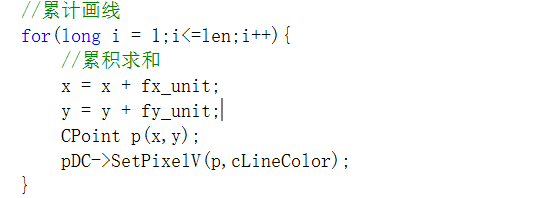 //累计画线
for(long i = 1;i<=len;i++){
//累积求和
x = x + fx_unit;
y = y + fy_unit;
CPoint p(x,y);
pDC->SetPixelV(p,cLineColor);
}